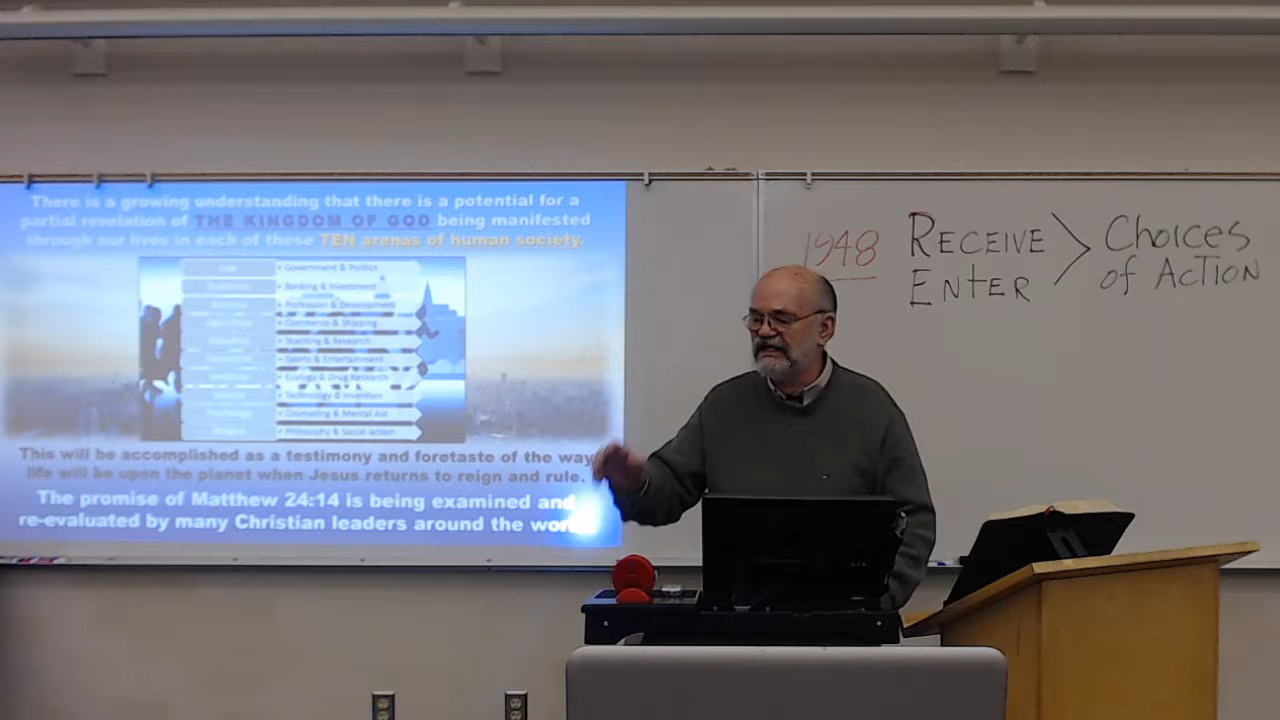 There is a growing understanding that there is a potential for a
partial revelation of THE KINGDOM OF GOD being manifested
through our lives in each of these TEN arenas of human society.
• Government & Politics
• Banking & Investment
• Profession & Development
• Commerce & Shipping
• Teaching & Research
• Sports & Entertainment
• Ecology & Drug Research
• Technology & Invention
• Counseling & Mental Aid
• Philosophy & Social Action
This will be accomplished as a testimony and foretaste of the way
life will be upon the planet when Jesus returns to reign and rule.
The promise of Matthew 24:14 is being examined and
re-evaluated by many Christian leaders around the
1948
RECEIVE
ENTER
>
Choices
of ACTION